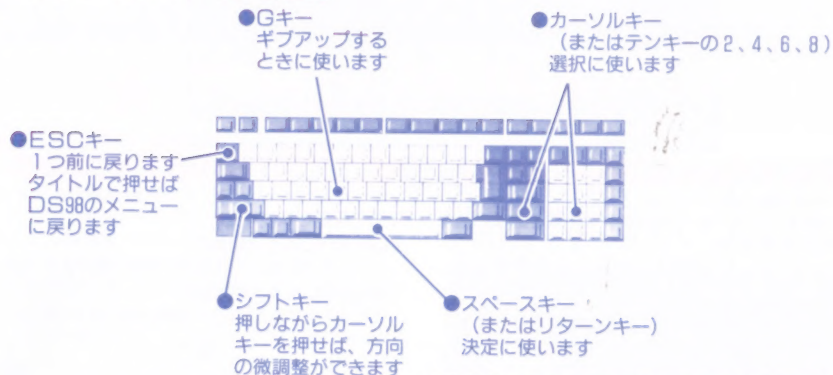 ●Gキー
ギブアップする
ときに使います
●カーソルキー
（またはテンキーの2、4、6、8）
選択に使います
●ESCキー
1つ前に戻ります
タイトルで押せば
DS98のメニュー
に戻ります
●シフトキー
押しながらカーソル
キーを押せば、方向
の微調整ができます
●スペースキー
（またはリターンキー）
決定に使います